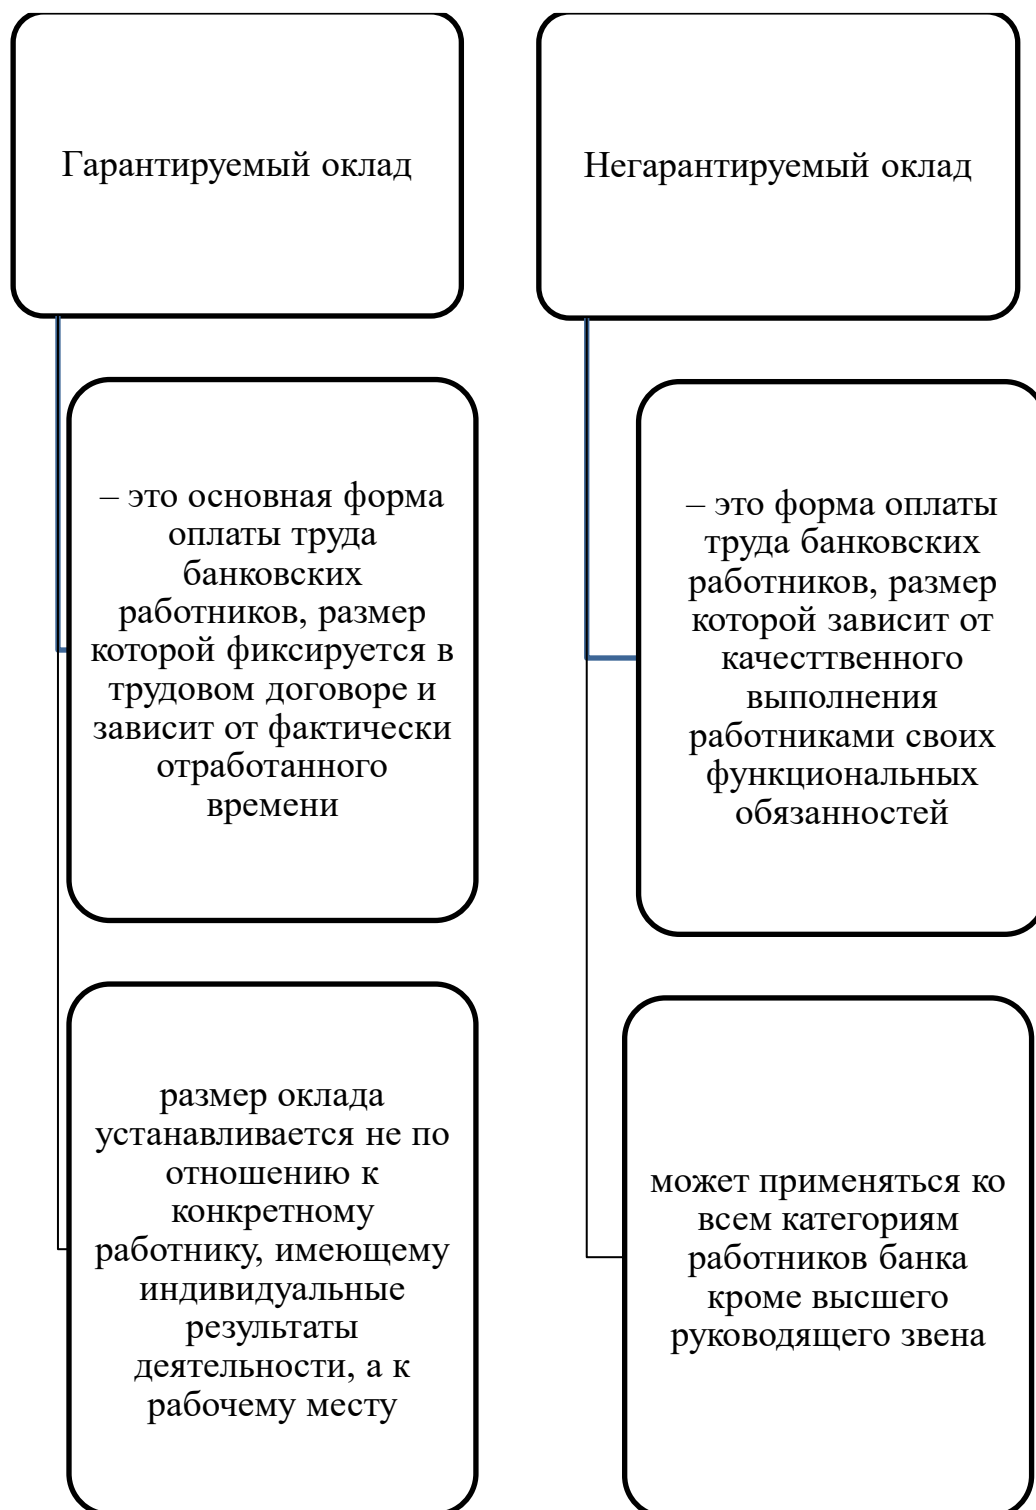 Гарантируемый оклад
– это основная форма
оплаты труда
банковских
работников, размер
которой фиксируется в
трудовом договоре и
зависит от фактически
отработанного
времени
размер оклада
устанавливается не по
отношению к
конкретному
работнику, имеющему
индивидуальные
результаты
деятельности, а к
рабочему месту
Негарантируемый оклад
– это форма оплаты
труда банковских
работников, размер
которой зависит от
качесттвенного
выполнения
работниками своих
функциональных
обязанностей
может применяться ко
всем категориям
работников банка
кроме высшего
руководящего звена